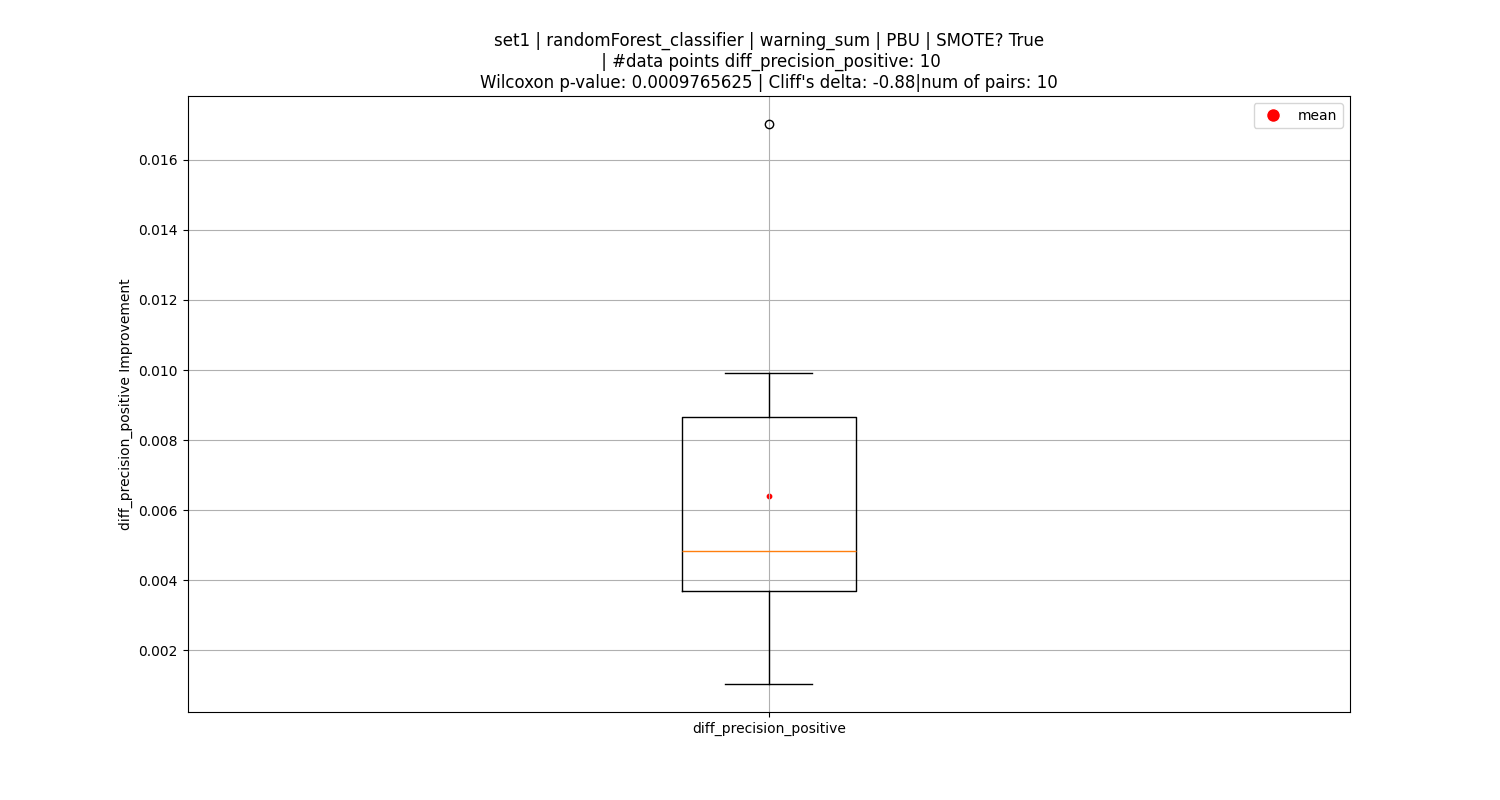 set1 | randomForest_classifier | warning_sum | PBU | SMOTE? True
| #data points diff_precision_positive: 10
Wilcoxon p-value: 0.0009765625 | Cliff's delta: -0.88|num of pairs: 10
mean
0.016
0.014
0.012
0.010
0.008
0.006
0.004
0.002
diff_precision_positive Improvement
diff_precision_positive